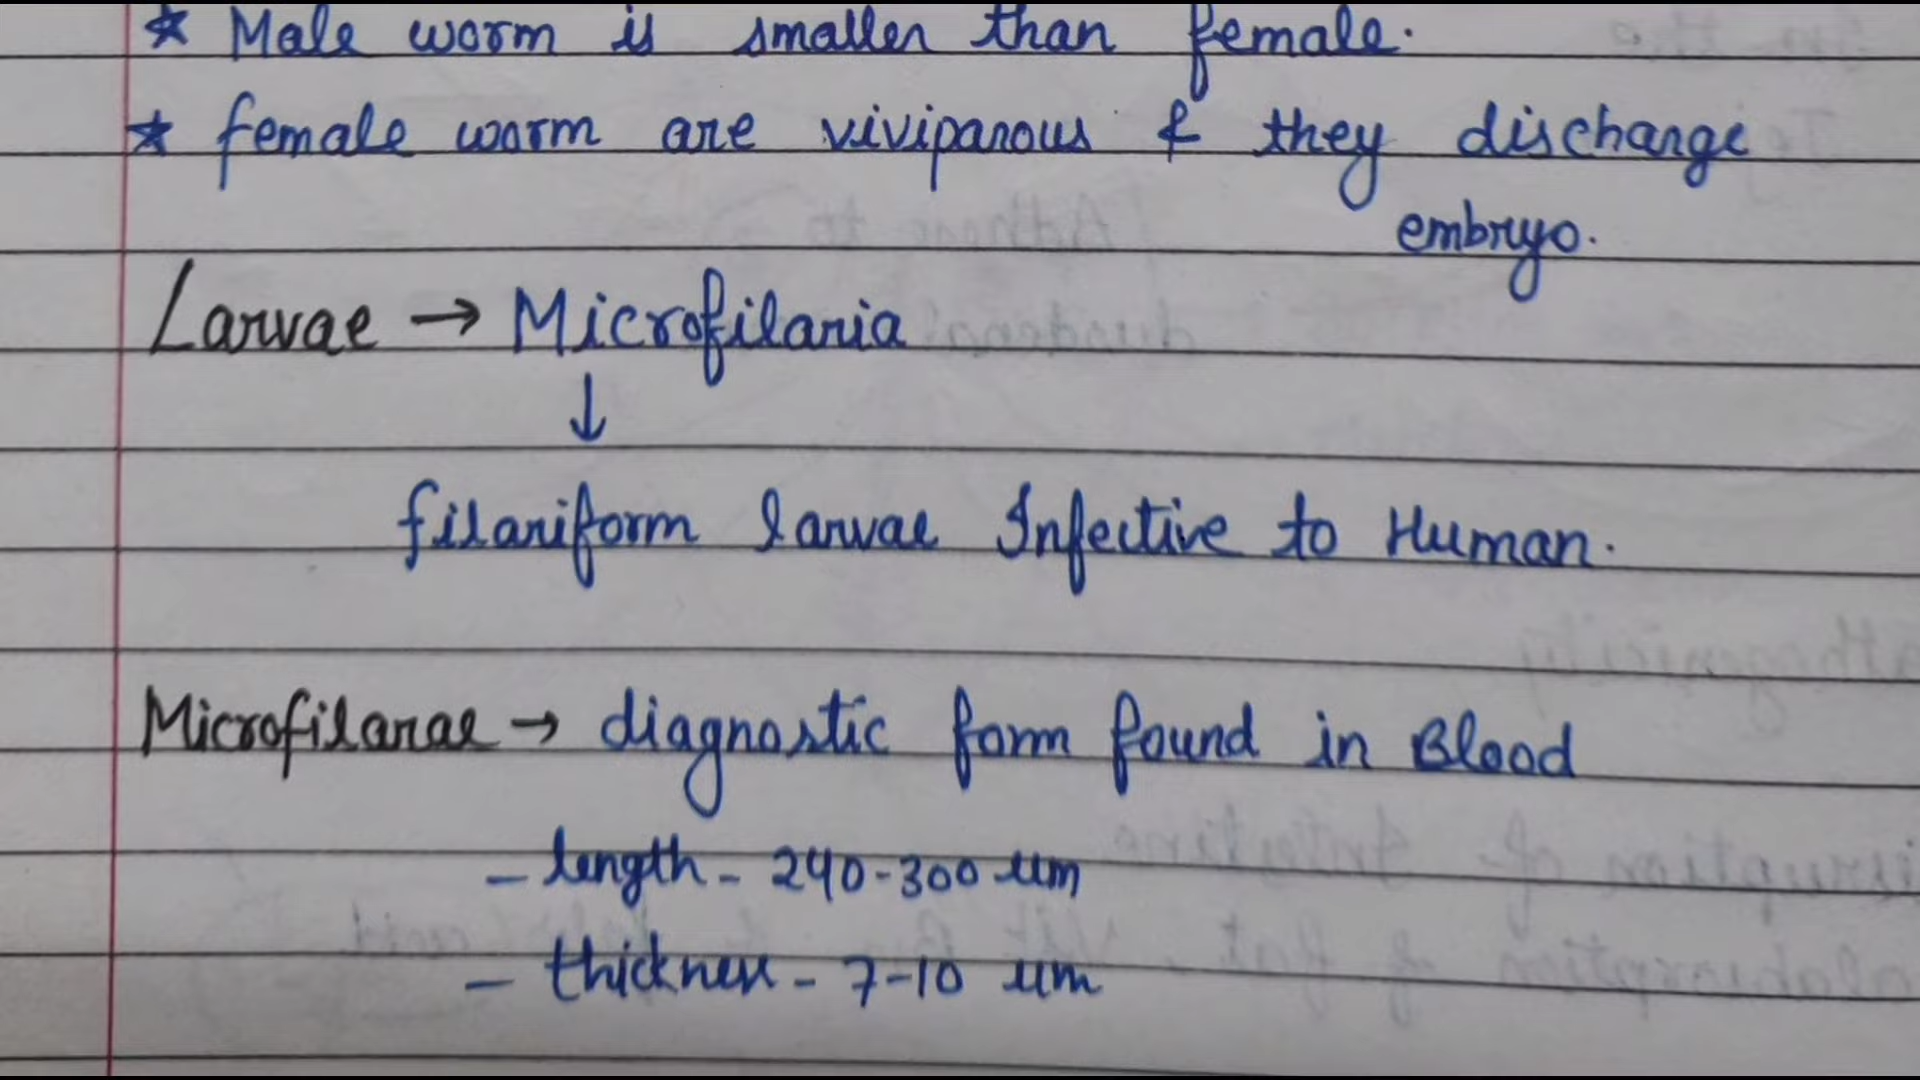 ★ Male worm is smaller than female.
★ female worm are viviparous & they discharge
embryo.
Larvae → Microfilaria
↓
filariform larvae Infective to Human.
Microfilarae → diagnostic form found in Blood
- length - 240-300 um
- thickness - 7-10 um